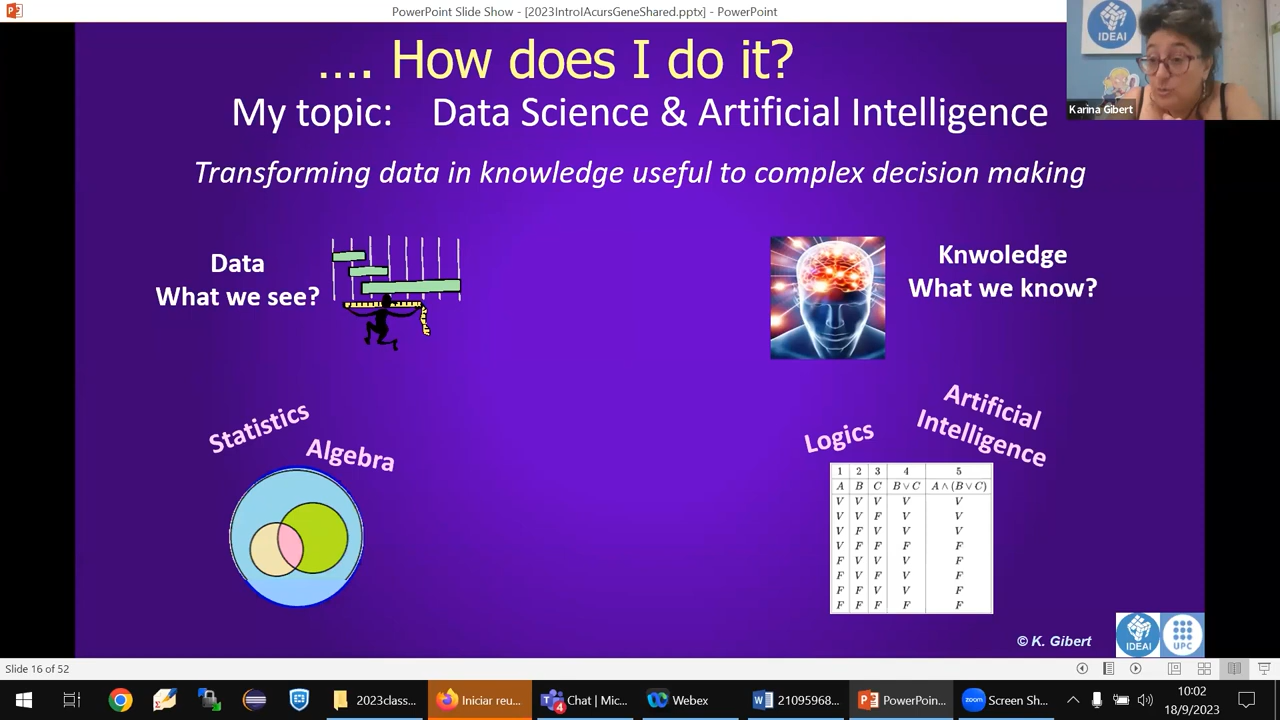 PowerPoint Slide Show - [2023IntroIAcursGeneShared.pptx] - PowerPoint
IDEAI
Karina Gibert
.... How does I do it?
My topic: Data Science & Artificial Intelligence
Transforming data in knowledge useful to complex decision making
Data
What we see?
Knwoledge
What we know?
Statistics
Algebra
Logics
Artificial
Intelligence
1 2 3 4 5
A B C B ∨ C A ∧ (B ∨ C)
V V V V V
V V F V V
V F V V V
V F F F F
F V V V F
F V F V F
F F V V F
F F F F F
© K. Gibert
IDEAI
UPC
Slide 16 of 52
2023class...
Iniciar reu...
Chat | Mic...
4
Webex
21095968...
PowerPoin...
zoom
Screen Sh...
10:02
18/9/2023